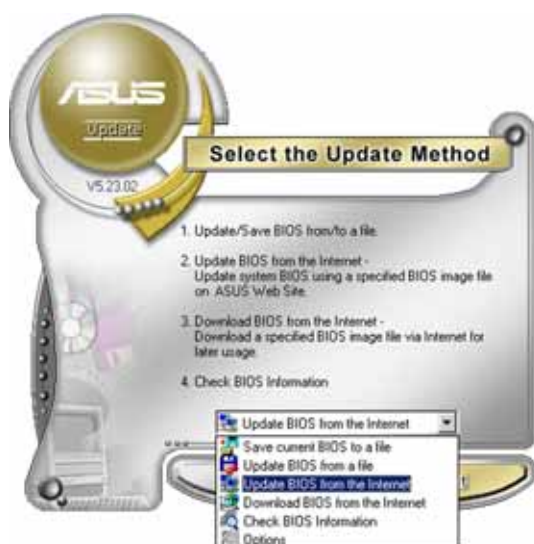 ASUS
Update
V5.23.02
Select the Update Method
1. Update/Save BIOS from/to a file.
2. Update BIOS from the Internet -
Update system BIOS using a specified BIOS image file
on ASUS Web Site.
3. Download BIOS from the Internet -
Download a specified BIOS image file via Internet for
later usage.
4. Check BIOS Information
Update BIOS from the Internet
Save current BIOS to a file
Update BIOS from a file
Update BIOS from the Internet
Download BIOS from the Internet
Check BIOS Information
Options